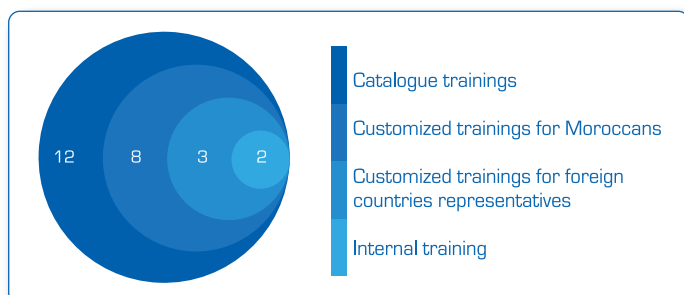 12 8 3 2
Catalogue trainings
Customized trainings for Moroccans
Customized trainings for foreign
countries representatives
Internal training